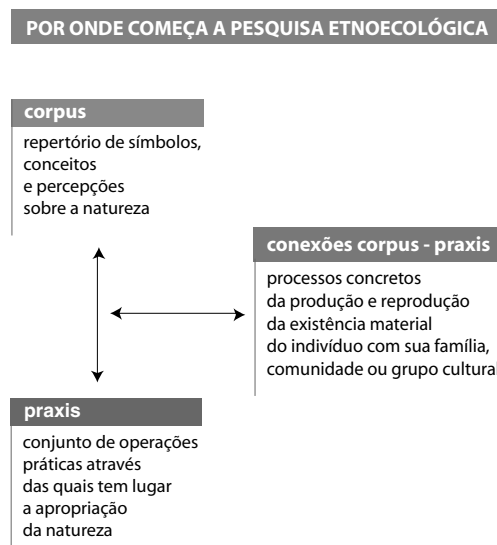 POR ONDE COMEÇA A PESQUISA ETNOECOLÓGICA
corpus
repertório de símbolos,
conceitos
e percepções
sobre a natureza
conexões corpus - praxis
processos concretos
da produção e reprodução
da existência material
do indivíduo com sua família,
comunidade ou grupo cultural
praxis
conjunto de operações
práticas através
das quais tem lugar
a apropriação
da natureza